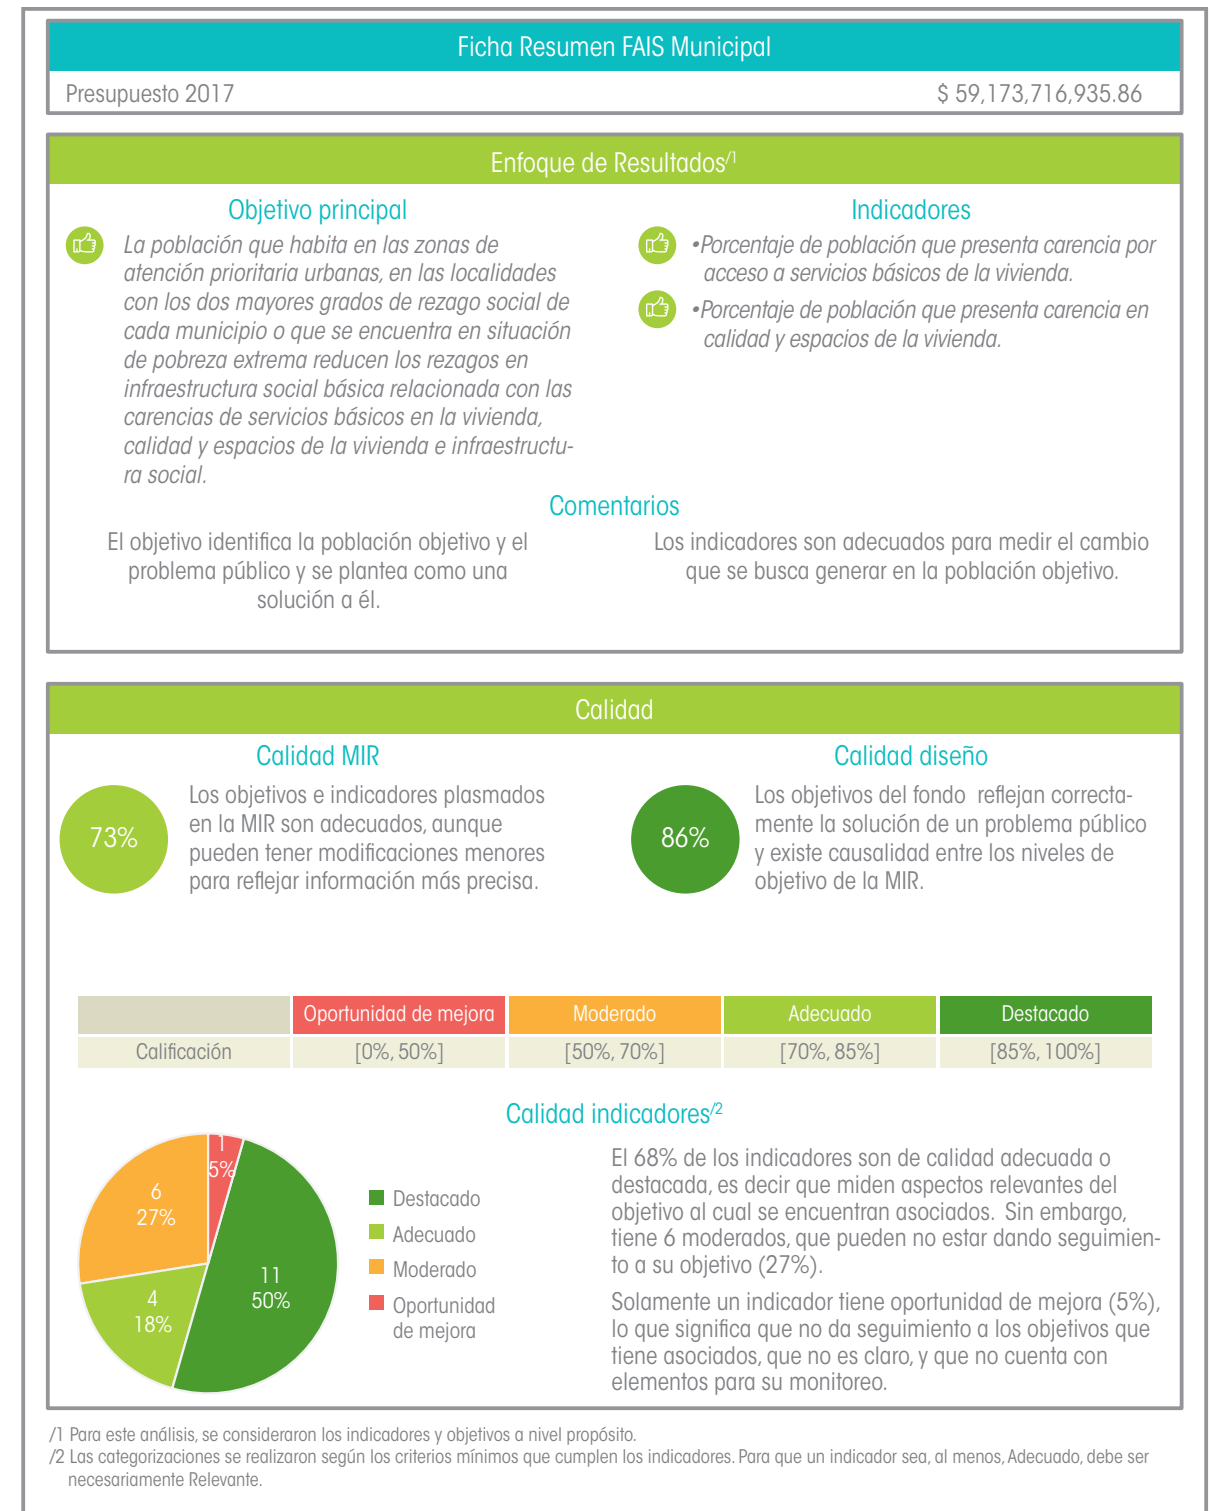 Ficha Resumen FAIS Municipal
Presupuesto 2017
$ 59,173,716,935.86
Enfoque de Resultados/1
Objetivo principal
La población que habita en las zonas de
atención prioritaria urbanas, en las localidades
con los dos mayores grados de rezago social de
cada municipio o que se encuentra en situación
de pobreza extrema reducen los rezagos en
infraestructura social básica relacionada con las
carencias de servicios básicos en la vivienda,
calidad y espacios de la vivienda e infraestructu-
ra social.
Indicadores
•Porcentaje de población que presenta carencia por
acceso a servicios básicos de la vivienda.
•Porcentaje de población que presenta carencia en
calidad y espacios de la vivienda.
Comentarios
El objetivo identifica la población objetivo y el
problema público y se plantea como una
solución a él.
Los indicadores son adecuados para medir el cambio
que se busca generar en la población objetivo.
Calidad
Calidad MIR
73%
Los objetivos e indicadores plasmados
en la MIR son adecuados, aunque
pueden tener modificaciones menores
para reflejar información más precisa.
Calidad diseño
86%
Los objetivos del fondo reflejan correcta-
mente la solución de un problema público
y existe causalidad entre los niveles de
objetivo de la MIR.
Oportunidad de mejora
Moderado
Adecuado
Destacado
Calificación
[0%, 50%]
[50%, 70%]
[70%, 85%]
[85%, 100%]
Calidad indicadores/2
1
5%
6
27%
4
18%
11
50%
Destacado
Adecuado
Moderado
Oportunidad
de mejora
El 68% de los indicadores son de calidad adecuada o
destacada, es decir que miden aspectos relevantes del
objetivo al cual se encuentran asociados. Sin embargo,
tiene 6 moderados, que pueden no estar dando seguimien-
to a su objetivo (27%).
Solamente un indicador tiene oportunidad de mejora (5%),
lo que significa que no da seguimiento a los objetivos que
tiene asociados, que no es claro, y que no cuenta con
elementos para su monitoreo.
/1 Para este análisis, se consideraron los indicadores y objetivos a nivel propósito.
/2 Las categorizaciones se realizaron según los criterios mínimos que cumplen los indicadores. Para que un indicador sea, al menos, Adecuado, debe ser
necesariamente Relevante.